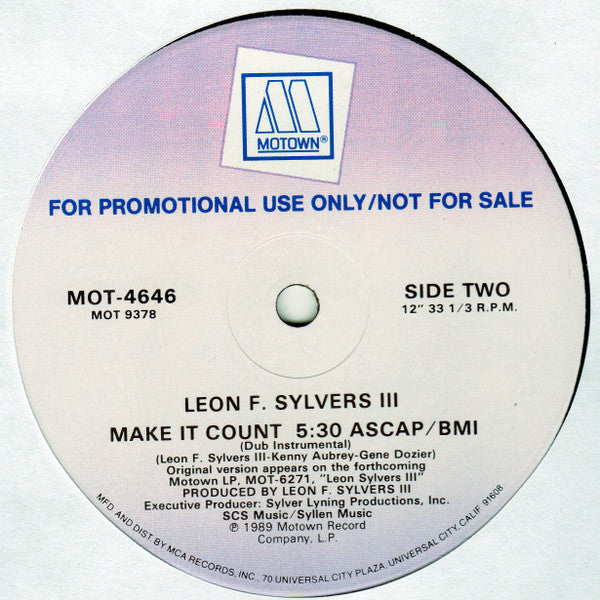 MOTOWN®
FOR PROMOTIONAL USE ONLY/NOT FOR SALE
MOT-4646
MOT 9378
SIDE TWO
12" 33 1/3 R.P.M.
LEON F. SYLVERS III
MAKE IT COUNT 5:30 ASCAP/BMI
(Dub Instrumental)
(Leon F. Sylvers III-Kenny Aubrey-Gene Dozier)
Original version appears on the forthcoming
Motown LP, MOT-6271, "Leon Sylvers III"
PRODUCED BY LEON F. SYLVERS III
Executive Producer: Sylver Lyning Productions, Inc.
SCS Music/Syllen Music
℗ 1989 Motown Record
Company, L.P.
MFD. AND DIST. BY MCA RECORDS, INC., 70 UNIVERSAL CITY PLAZA, UNIVERSAL CITY, CALIF. 91608